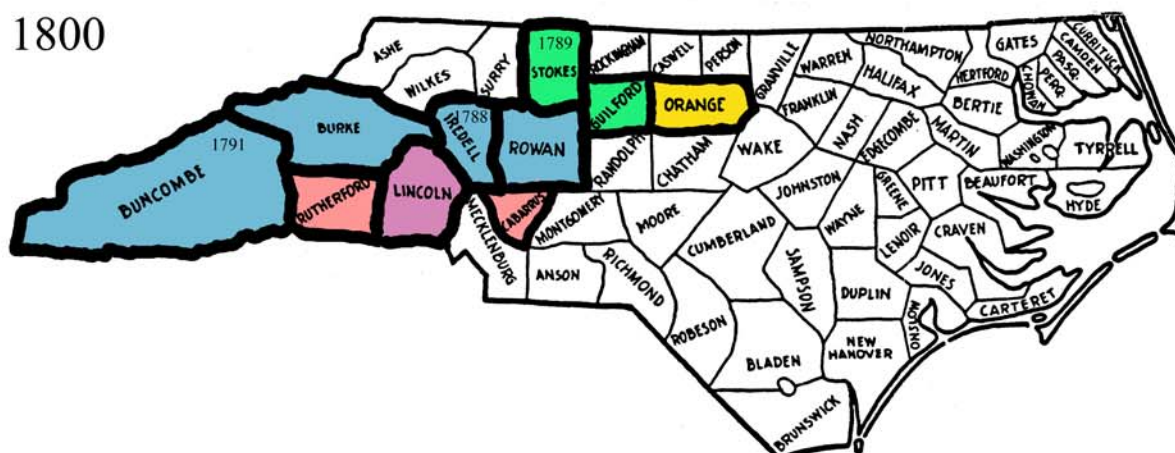 1800
ASHE
WILKES
SURRY
1789
STOKES
ROCKINGHAM
CASWELL
PERSON
GRANVILLE
WARREN
NORTHAMPTON
HALIFAX
GATES
HERTFORD
CURRITUCK
CAMDEN
PASQ.
PERQ.
CHOWAN
BERTIE
1791
BUNCOMBE
BURKE
1788
IREDELL
ROWAN
GUILFORD
ORANGE
FRANKLIN
NASH
EDGECOMBE
MARTIN
WASHINGTON
TYRRELL
RUTHERFORD
LINCOLN
MECKLENBURG
CABARRUS
RANDOLPH
CHATHAM
WAKE
JOHNSTON
GREENE
PITT
BEAUFORT
HYDE
MONTGOMERY
MOORE
CUMBERLAND
WAYNE
LENOIR
CRAVEN
ANSON
RICHMOND
SAMPSON
DUPLIN
JONES
CARTERET
ROBESON
BLADEN
NEW
HANOVER
ONSLOW
BRUNSWICK